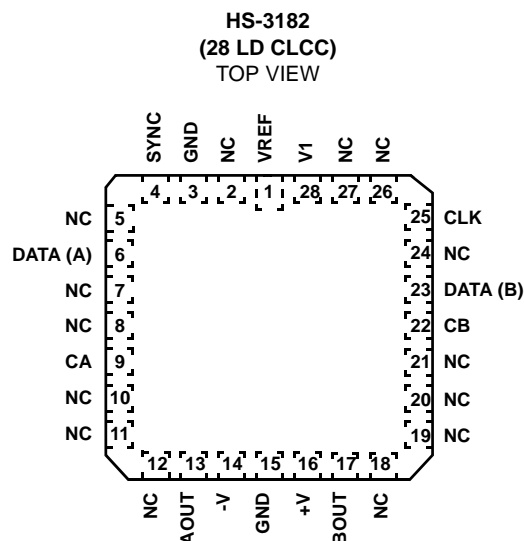 HS-3182
(28 LD CLCC)
TOP VIEW
SYNC
GND
NC
VREF
V1
NC
NC
4
3
2
1
28
27
26
NC
5
25
CLK
DATA (A)
6
24
NC
NC
7
23
DATA (B)
NC
8
22
CB
CA
9
21
NC
NC
10
20
NC
NC
11
19
NC
12
13
14
15
16
17
18
NC
AOUT
-V
GND
+V
BOUT
NC